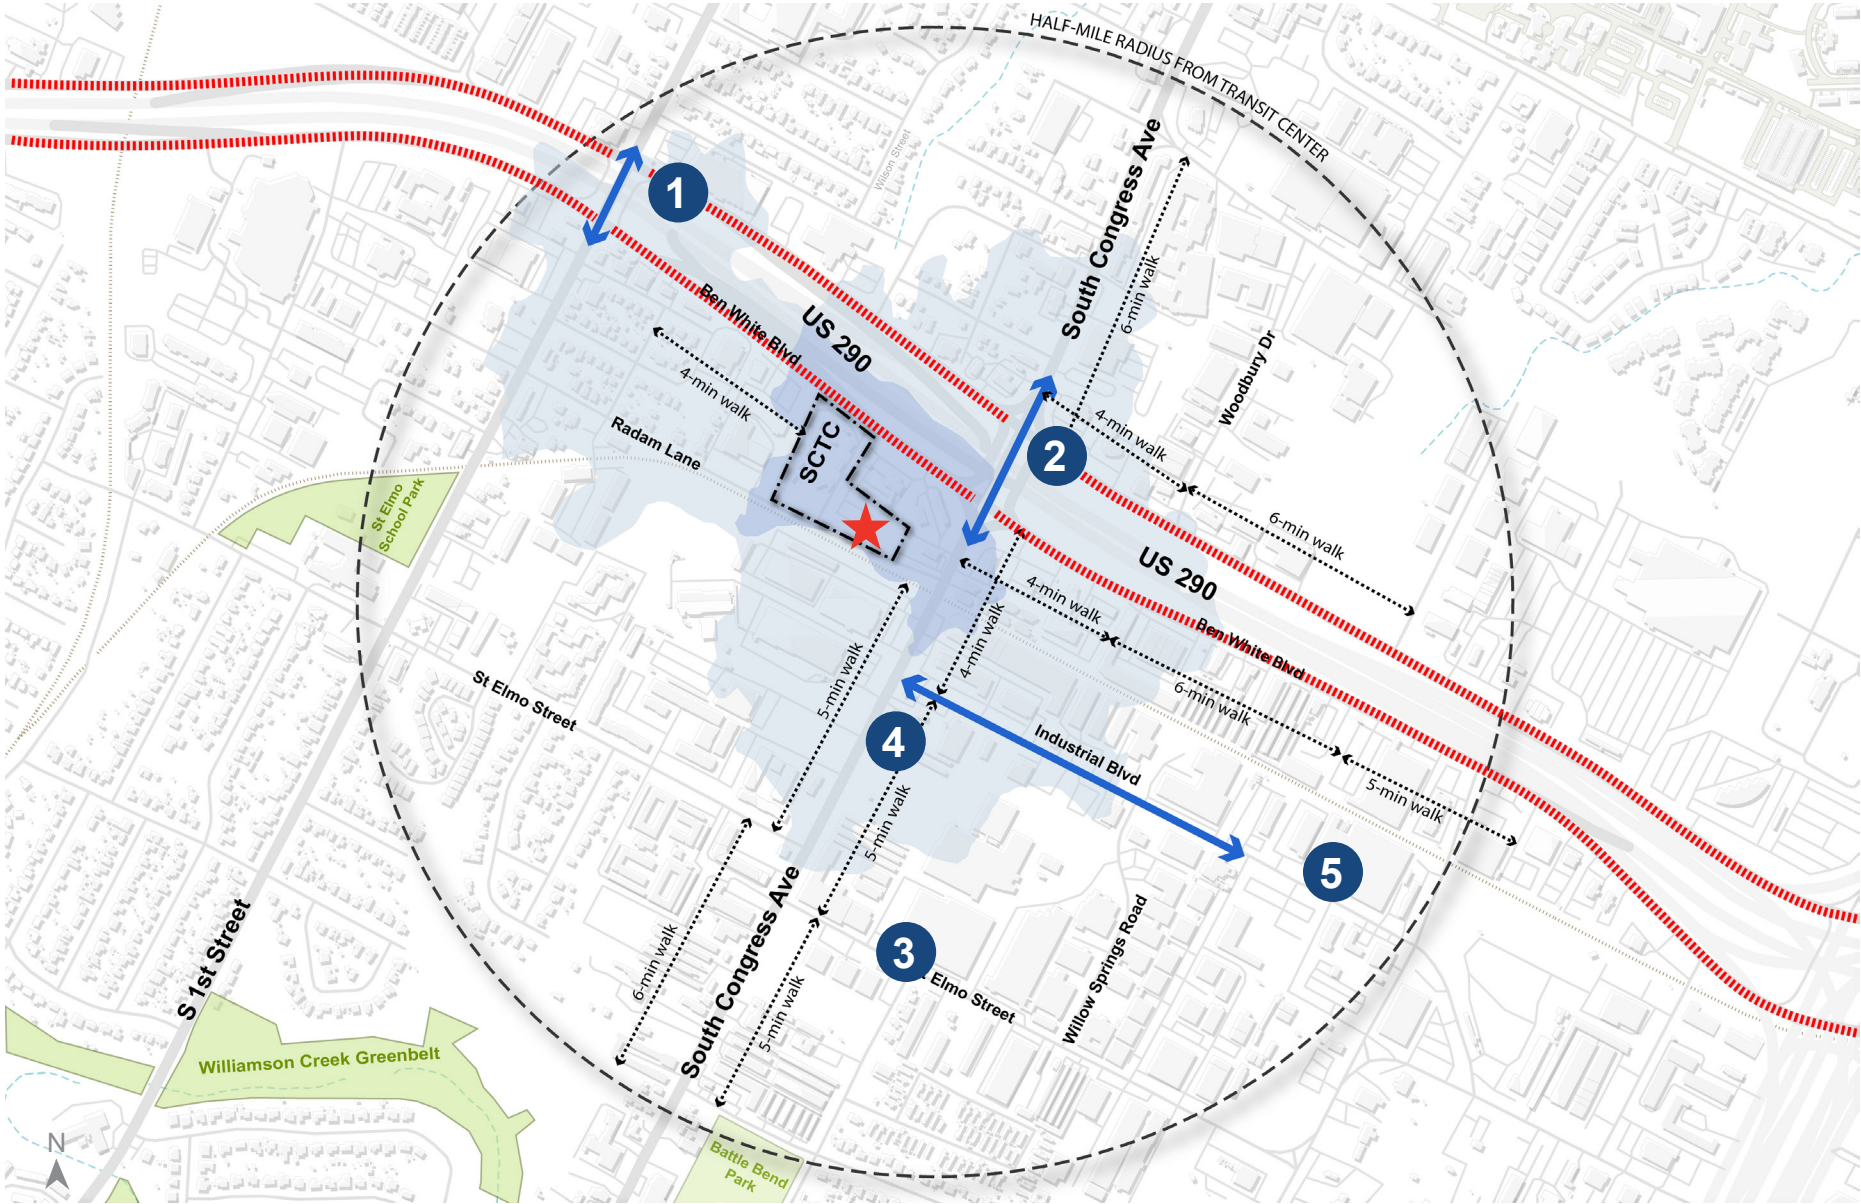 HALF-MILE RADIUS FROM TRANSIT CENTER
Wilson Street
1
South Congress Ave
6-min walk
Ben White Blvd
US 290
4-min walk
Woodbury Dr
4-min walk
Radam Lane
SCTC
2
St Elmo
School Park
6-min walk
US 290
4-min walk
Ben White Blvd
4-min walk
5-min walk
St Elmo Street
6-min walk
4
Industrial Blvd
5-min walk
5-min walk
5
S 1st Street
6-min walk
South Congress Ave
3
Elmo Street
Willow Springs Road
5-min walk
Williamson Creek Greenbelt
N
Battle Bend
Park